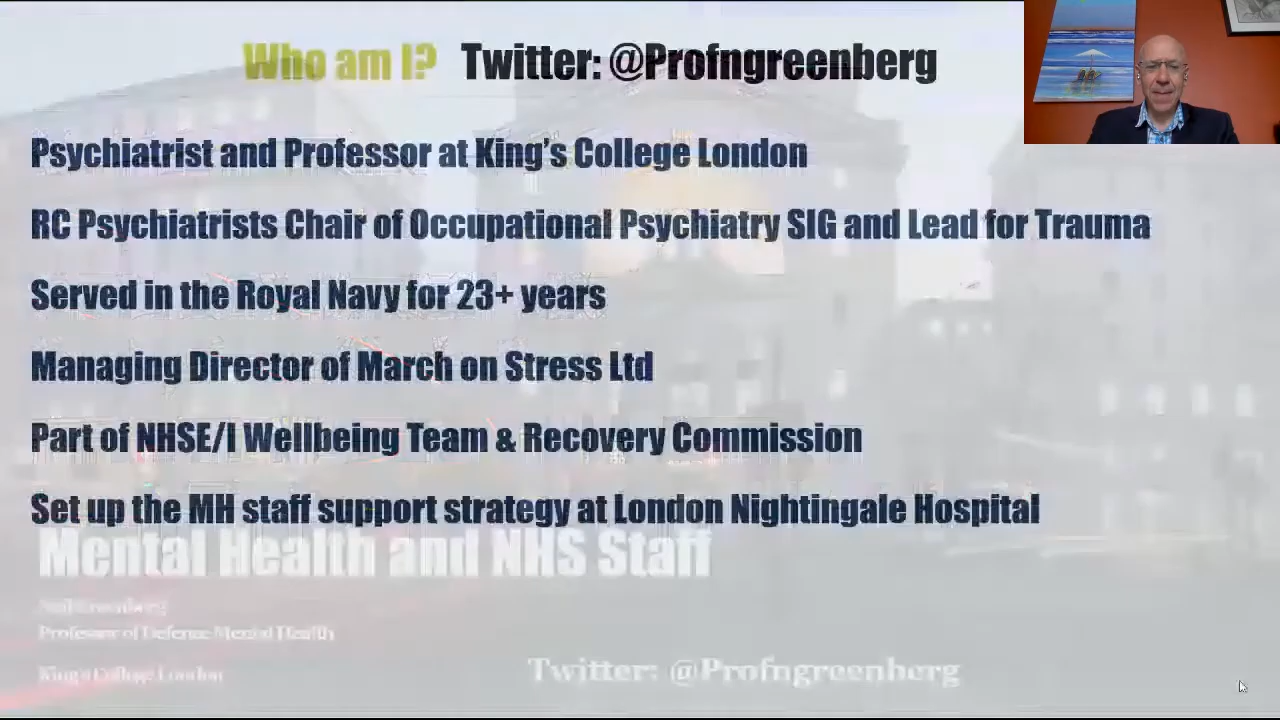 Who am I? Twitter: @Profngreenberg
Psychiatrist and Professor at King's College London
RC Psychiatrists Chair of Occupational Psychiatry SIG and Lead for Trauma
Served in the Royal Navy for 23+ years
Managing Director of March on Stress Ltd
Part of NHSE/I Wellbeing Team & Recovery Commission
Set up the MH staff support strategy at London Nightingale Hospital
Mental Health and NHS Staff
Neil Greenberg
Professor of Defence Mental Health
King's College London
Twitter: @Profngreenberg